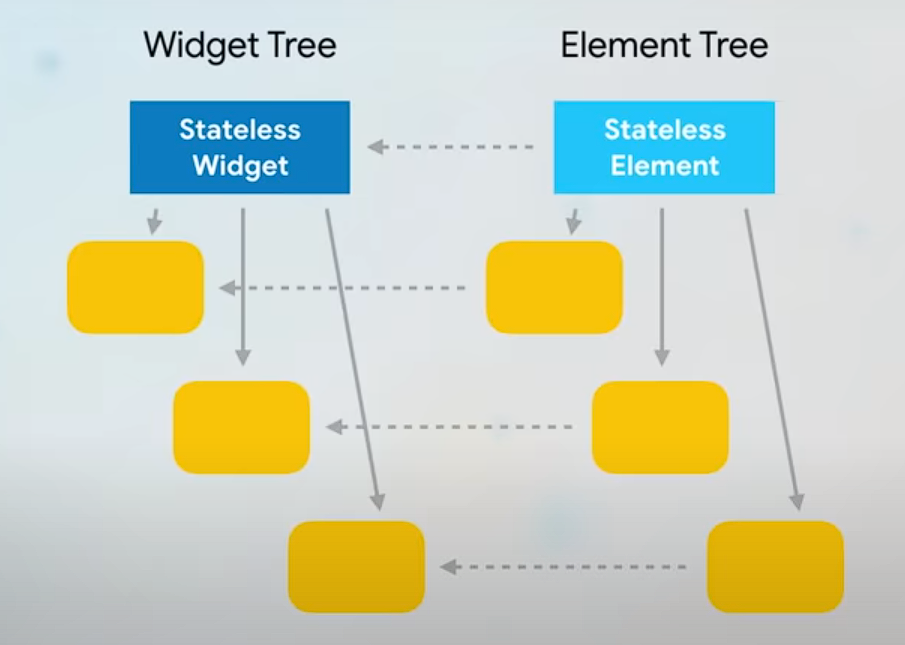 Widget Tree
Element Tree
Stateless
Widget
Stateless
Element